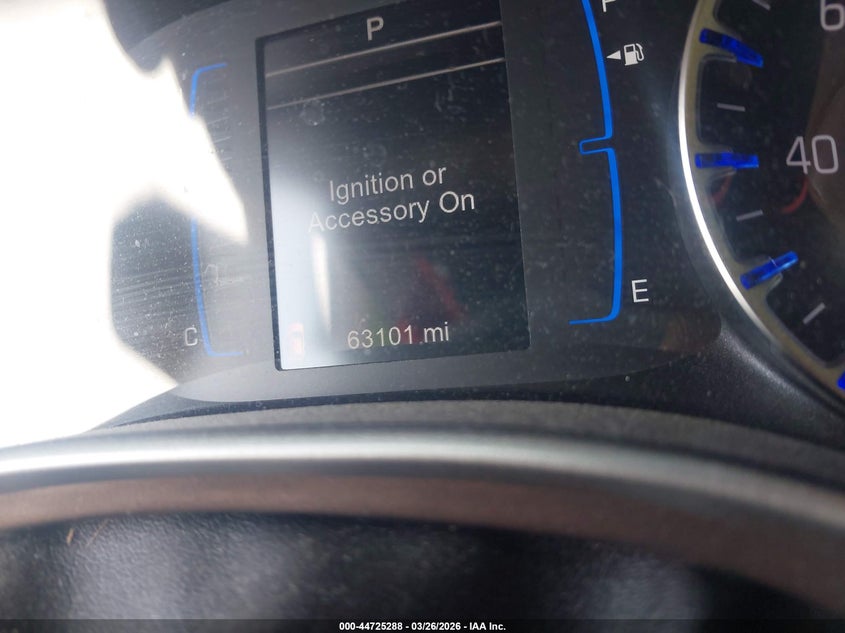 P
Ignition or
Accessory On
63101 mi
C
E
40
000-44725288 - 03/26/2026 - IAA Inc.